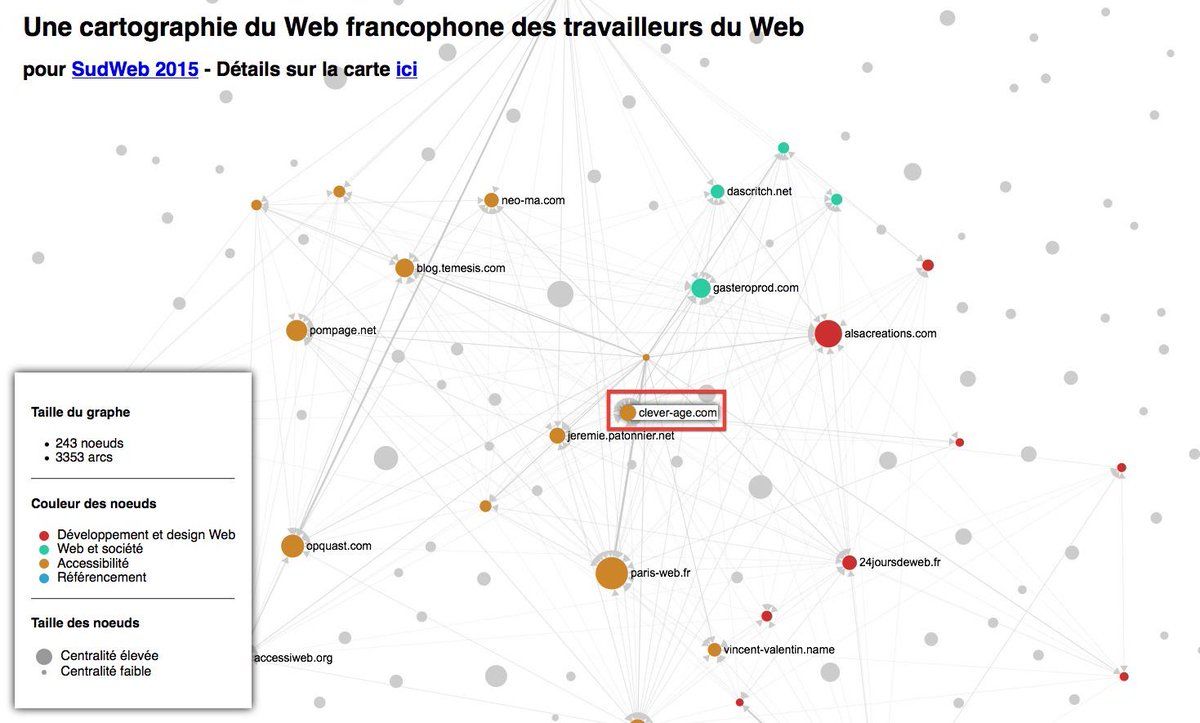 Une cartographie du Web francophone des travailleurs du Web
pour SudWeb 2015 - Détails sur la carte ici
dascritch.net
neo-ma.com
blog.temesis.com
gasteroprod.com
pompage.net
alsacreations.com
clever-age.com
jeremie.patonnier.net
opquast.com
24joursdeweb.fr
paris-web.fr
vincent-valentin.name
accessiweb.org
Taille du graphe
243 noeuds
3353 arcs
Couleur des noeuds
Développement et design Web
Web et société
Accessibilité
Référencement
Taille des noeuds
Centralité élevée
Centralité faible